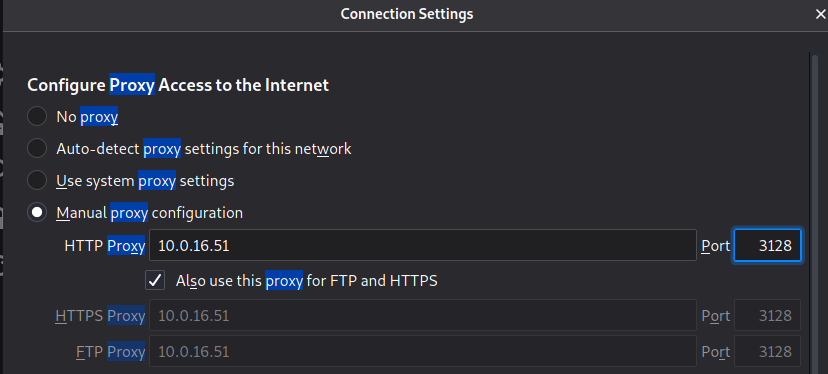 Connection Settings
Configure Proxy Access to the Internet
No proxy
Auto-detect proxy settings for this network
Use system proxy settings
Manual proxy configuration
HTTP Proxy 10.0.16.51 Port 3128
Also use this proxy for FTP and HTTPS
HTTPS Proxy 10.0.16.51 Port 3128
FTP Proxy 10.0.16.51 Port 3128